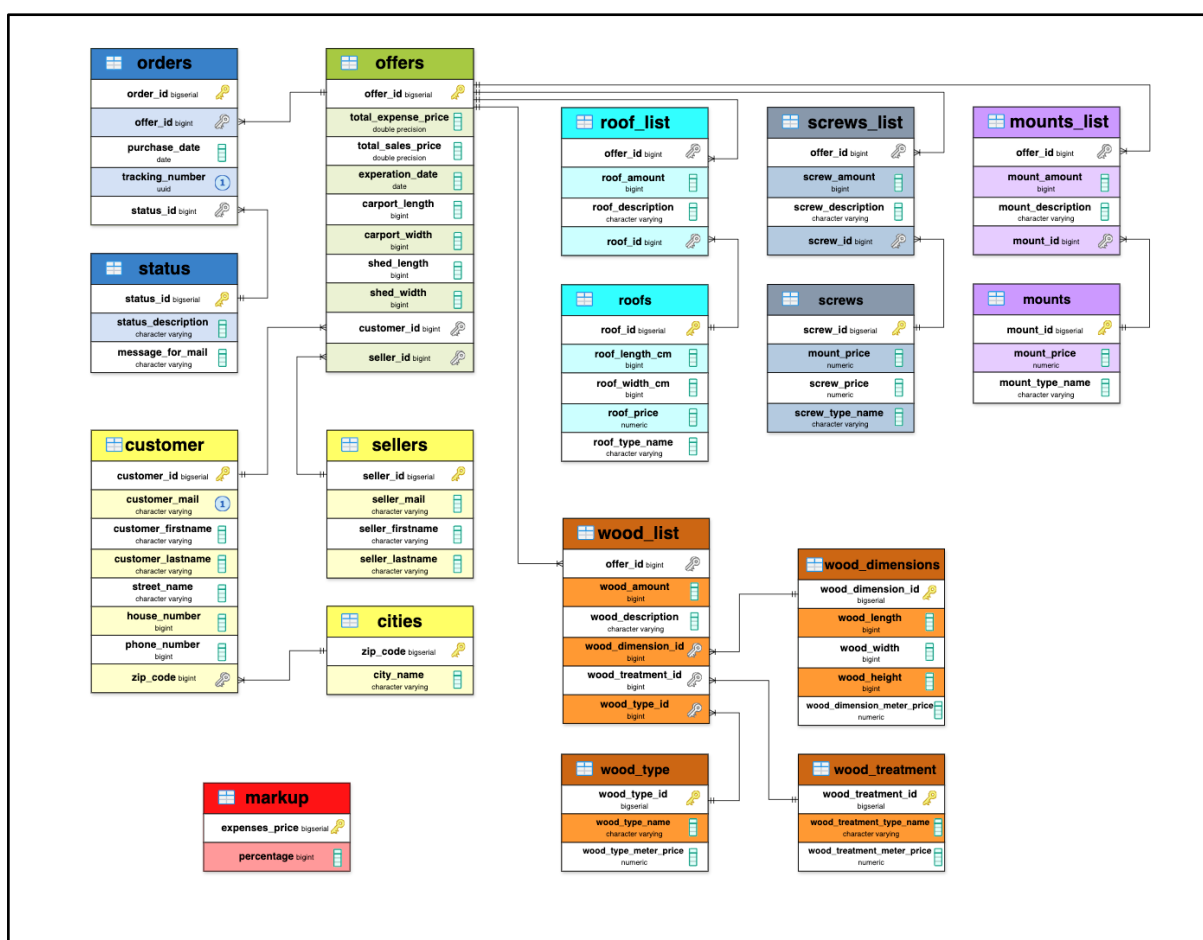 orders
order_id bigserial
offer_id bigint
purchase_date
date
tracking_number
uuid
status_id bigint
status
status_id bigserial
status_description
character varying
message_for_mail
character varying
customer
customer_id bigserial
customer_mail
character varying
1
customer_firstname
character varying
customer_lastname
character varying
street_name
character varying
house_number
bigint
phone_number
bigint
zip_code bigint
offers
offer_id bigserial
total_expense_price
double precision
total_sales_price
double precision
experation_date
date
carport_length
bigint
carport_width
bigint
shed_length
bigint
shed_width
bigint
customer_id bigint
seller_id bigint
sellers
seller_id bigserial
seller_mail
character varying
seller_firstname
character varying
seller_lastname
character varying
cities
zip_code bigserial
city_name
character varying
markup
expenses_price bigserial
percentage bigint
roof_list
offer_id bigint
roof_amount
bigint
roof_description
character varying
roof_id bigint
roofs
roof_id bigserial
roof_length_cm
bigint
roof_width_cm
bigint
roof_price
numeric
roof_type_name
character varying
screws_list
offer_id bigint
screw_amount
bigint
screw_description
character varying
screw_id bigint
screws
screw_id bigserial
mount_price
numeric
screw_price
numeric
screw_type_name
character varying
mounts_list
offer_id bigint
mount_amount
bigint
mount_description
character varying
mount_id bigint
mounts
mount_id bigserial
mount_price
numeric
mount_type_name
character varying
wood_list
offer_id bigint
wood_amount
bigint
wood_description
character varying
wood_dimension_id
bigint
wood_treatment_id
bigint
wood_type_id
bigint
wood_dimensions
wood_dimension_id
bigserial
wood_length
bigint
wood_width
bigint
wood_height
bigint
wood_dimension_meter_price
numeric
wood_type
wood_type_id
bigserial
wood_type_name
character varying
wood_type_meter_price
numeric
wood_treatment
wood_treatment_id
bigserial
wood_treatment_type_name
character varying
wood_treatment_meter_price
numeric